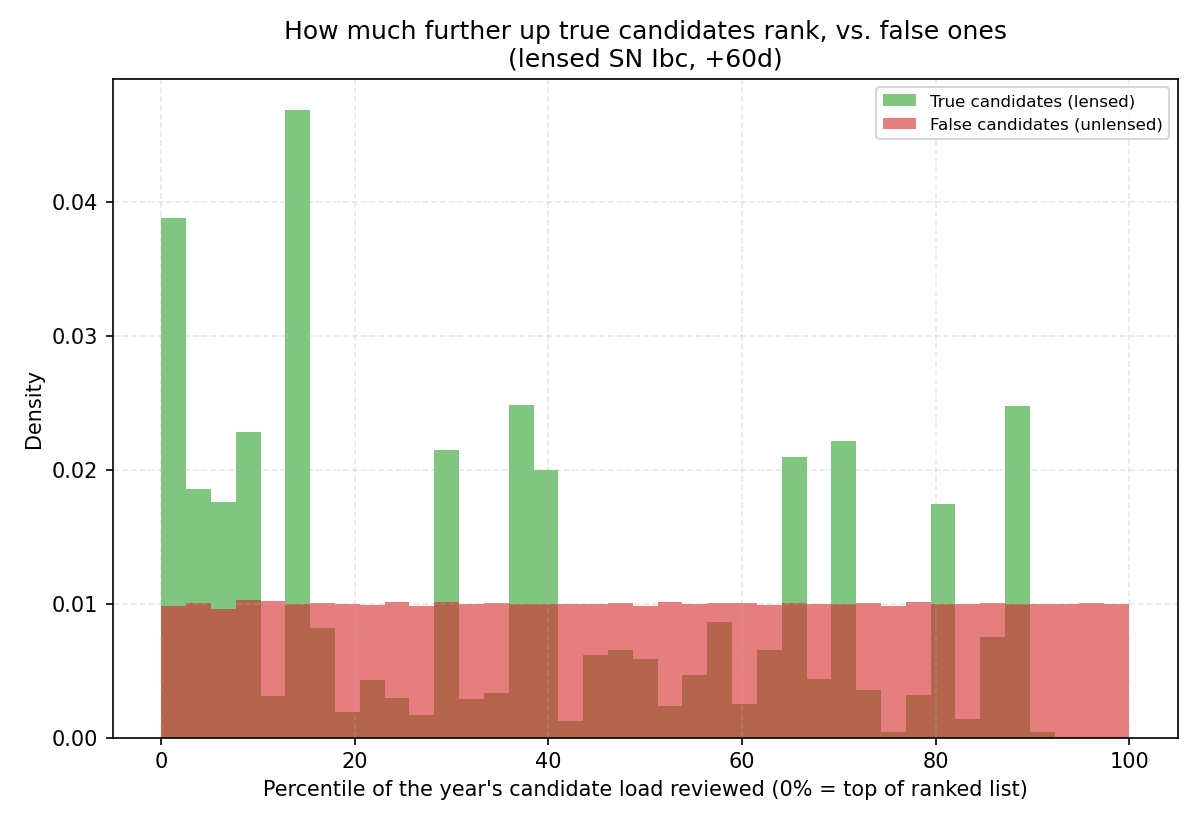 How much further up true candidates rank, vs. false ones
(lensed SN Ibc, +60d)
True candidates (lensed)
False candidates (unlensed)
Density
0.04
0.03
0.02
0.01
0.00
0 20 40 60 80 100
Percentile of the year's candidate load reviewed (0% = top of ranked list)